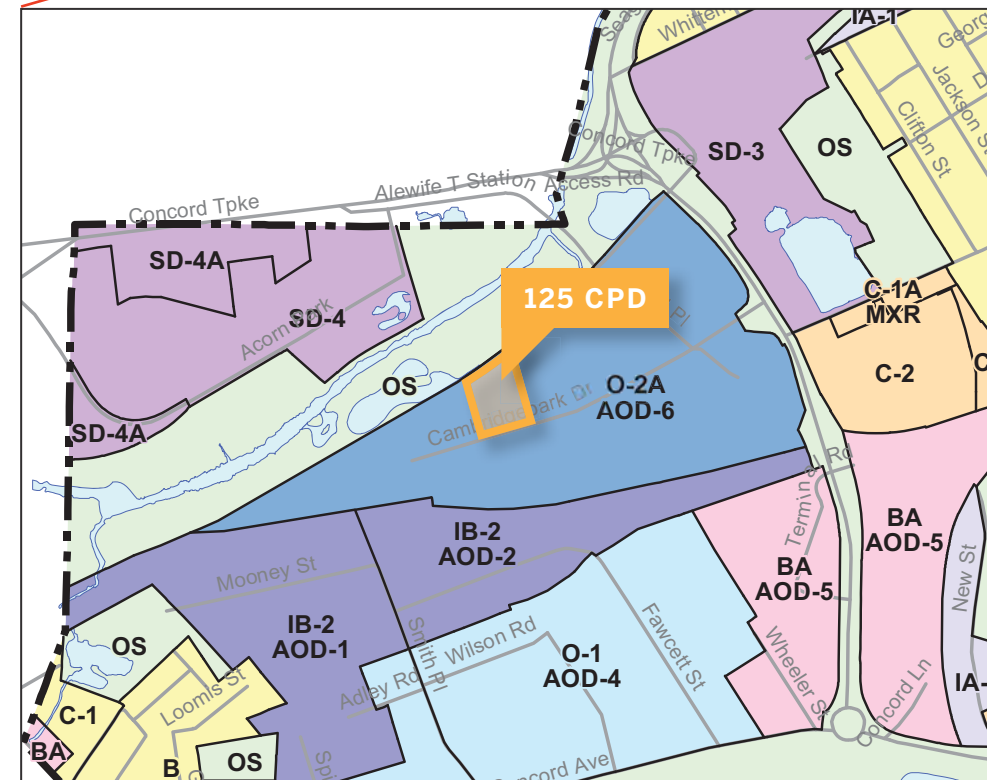 IA-1
Whitten
Georg
Seag
Jackson St
D
Clifton St
Concord Tpke
SD-3
OS
Alewife T Station Access Rd
Concord Tpke
SD-4A
125 CPD
C-1A
MXR
SD-4
Pl
Acorn Park
C-2
C
OS
O-2A
AOD-6
Cambridgepark Dr
SD-4A
Terminal Rd
BA
AOD-5
IB-2
AOD-2
BA
AOD-5
New St
Mooney St
IB-2
AOD-1
OS
Smith Pl
Wilson Rd
Fawcett St
O-1
AOD-4
Wheeler St
Adley Rd
Loomis St
Concord Ln
IA-
C-1
BA
B
OS
Spi
oncord Ave